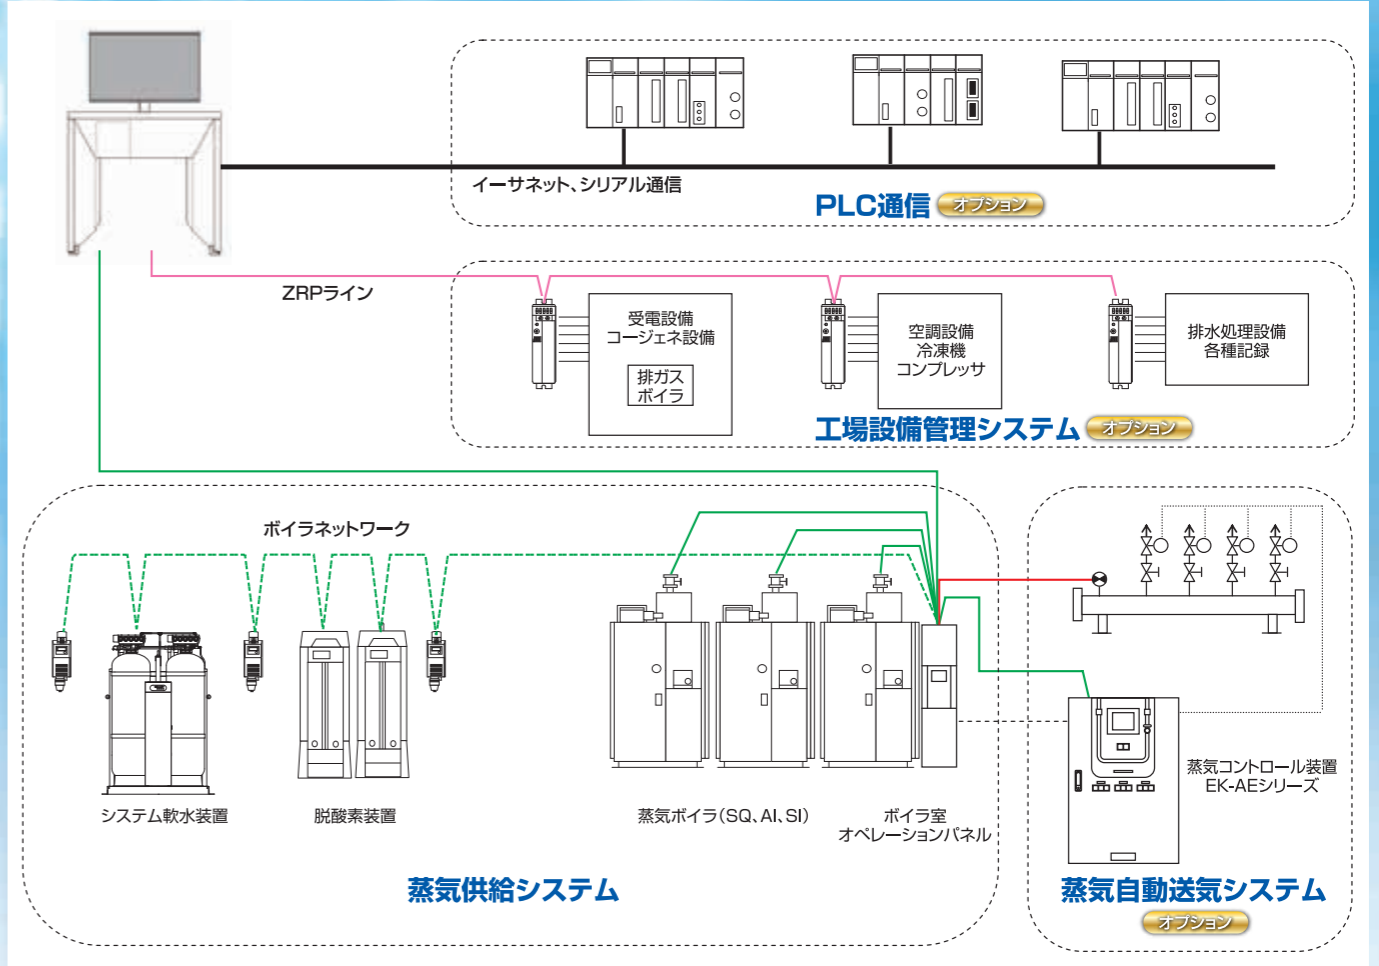 イーサネット、シリアル通信
PLC通信 オプション
ZRPライン
受電設備
コージェネ設備
排ガス
ボイラ
空調設備
冷凍機
コンプレッサ
排水処理設備
各種記録
工場設備管理システム オプション
ボイラネットワーク
システム軟水装置
脱酸素装置
蒸気ボイラ(SQ、AI、SI)
ボイラ室
オペレーションパネル
蒸気供給システム
蒸気コントロール装置
EK-AEシリーズ
蒸気自動送気システム
オプション